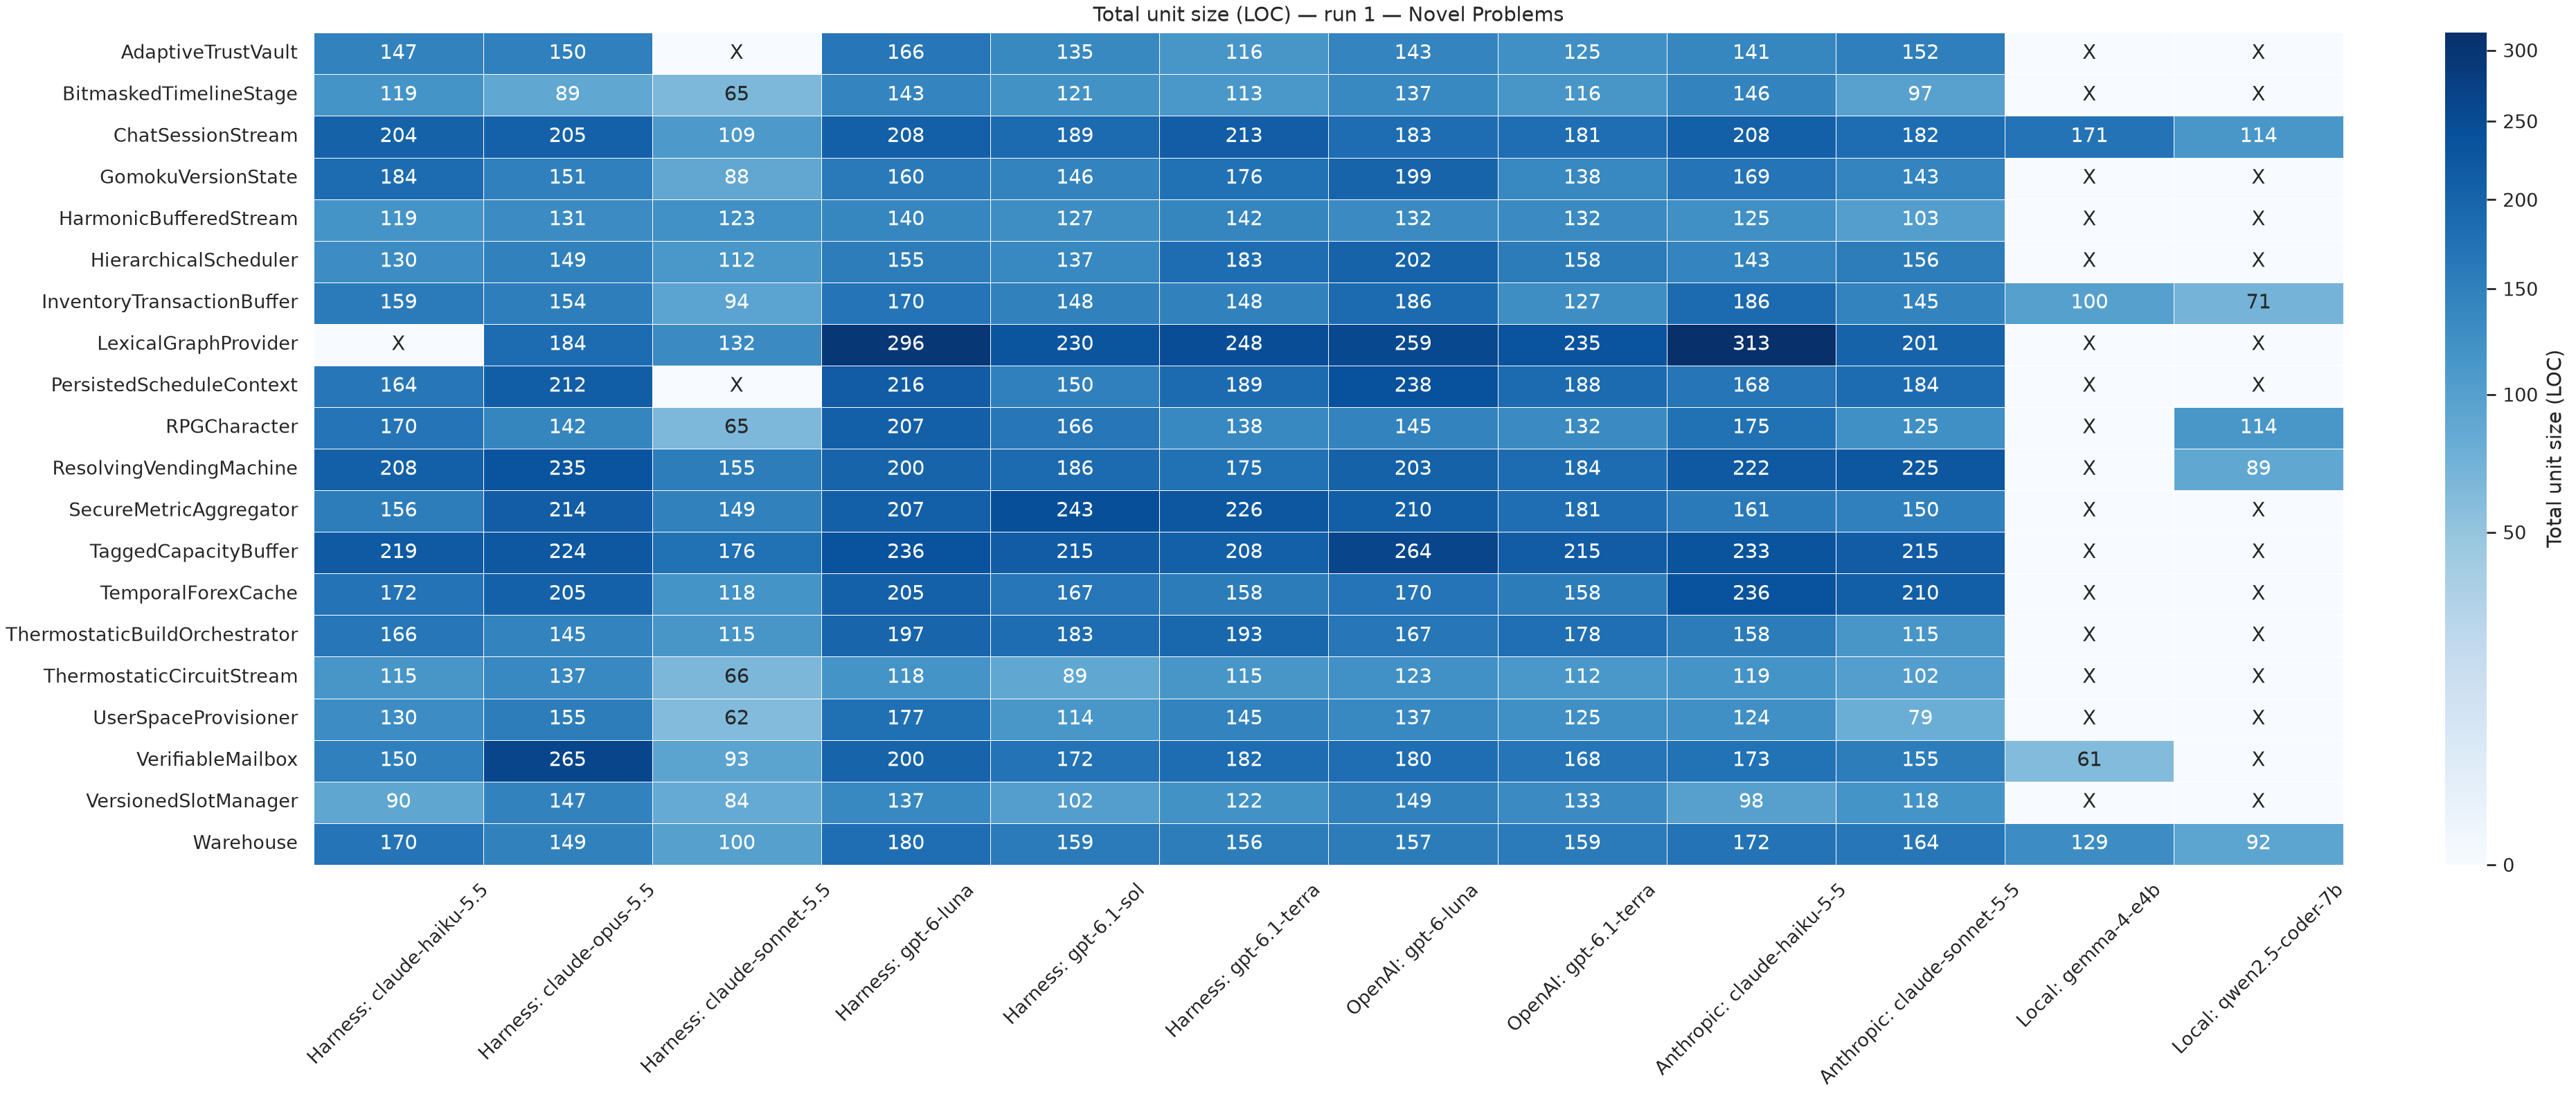 Total unit size (LOC) — run 1 — Novel Problems
AdaptiveTrustVault 147 150 X 166 135 116 143 125 141 152 X X
BitmaskedTimelineStage 119 89 65 143 121 113 137 116 146 97 X X
ChatSessionStream 204 205 109 208 189 213 183 181 208 182 171 114
GomokuVersionState 184 151 88 160 146 176 199 138 169 143 X X
HarmonicBufferedStream 119 131 123 140 127 142 132 132 125 103 X X
HierarchicalScheduler 130 149 112 155 137 183 202 158 143 156 X X
InventoryTransactionBuffer 159 154 94 170 148 148 186 127 186 145 100 71
LexicalGraphProvider X 184 132 296 230 248 259 235 313 201 X X
PersistedScheduleContext 164 212 X 216 150 189 238 188 168 184 X X
RPGCharacter 170 142 65 207 166 138 145 132 175 125 X 114
ResolvingVendingMachine 208 235 155 200 186 175 203 184 222 225 X 89
SecureMetricAggregator 156 214 149 207 243 226 210 181 161 150 X X
TaggedCapacityBuffer 219 224 176 236 215 208 264 215 233 215 X X
TemporalForexCache 172 205 118 205 167 158 170 158 236 210 X X
ThermostaticBuildOrchestrator 166 145 115 197 183 193 167 178 158 115 X X
ThermostaticCircuitStream 115 137 66 118 89 115 123 112 119 102 X X
UserSpaceProvisioner 130 155 62 177 114 145 137 125 124 79 X X
VerifiableMailbox 150 265 93 200 172 182 180 168 173 155 61 X
VersionedSlotManager 90 147 84 137 102 122 149 133 98 118 X X
Warehouse 170 149 100 180 159 156 157 159 172 164 129 92
Harness: claude-haiku-5.5
Harness: claude-opus-5.5
Harness: claude-sonnet-5.5
Harness: gpt-6-luna
Harness: gpt-6.1-sol
Harness: gpt-6.1-terra
OpenAI: gpt-6-luna
OpenAI: gpt-6.1-terra
Anthropic: claude-haiku-5-5
Anthropic: claude-sonnet-5-5
Local: gemma-4-e4b
Local: qwen2.5-coder-7b
300
250
200
150
100
50
0
Total unit size (LOC)